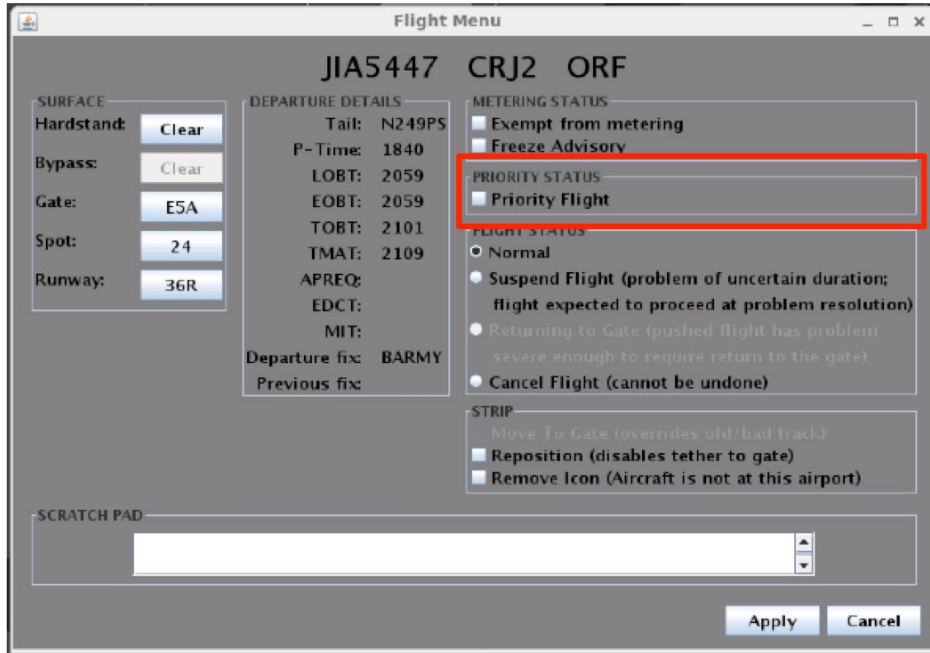 Flight Menu
JIA5447 CRJ2 ORF
SURFACE
Hardstand: Clear
Bypass: Clear
Gate: E5A
Spot: 24
Runway: 36R
DEPARTURE DETAILS
Tail: N249PS
P-Time: 1840
LOBT: 2059
EOBT: 2059
TOBT: 2101
TMAT: 2109
APREQ:
EDCT:
MIT:
Departure fix: BARMY
Previous fix:
METERING STATUS
Exempt from metering
Freeze Advisory
PRIORITY STATUS
Priority Flight
FLIGHT STATUS
Normal
Suspend Flight (problem of uncertain duration;
flight expected to proceed at problem resolution)
Returning to Gate (pushed flight has problem
severe enough to require return to the gate)
Cancel Flight (cannot be undone)
STRIP
Move To Gate (overrides old/bad track)
Reposition (disables tether to gate)
Remove Icon (Aircraft is not at this airport)
SCRATCH PAD
Apply Cancel